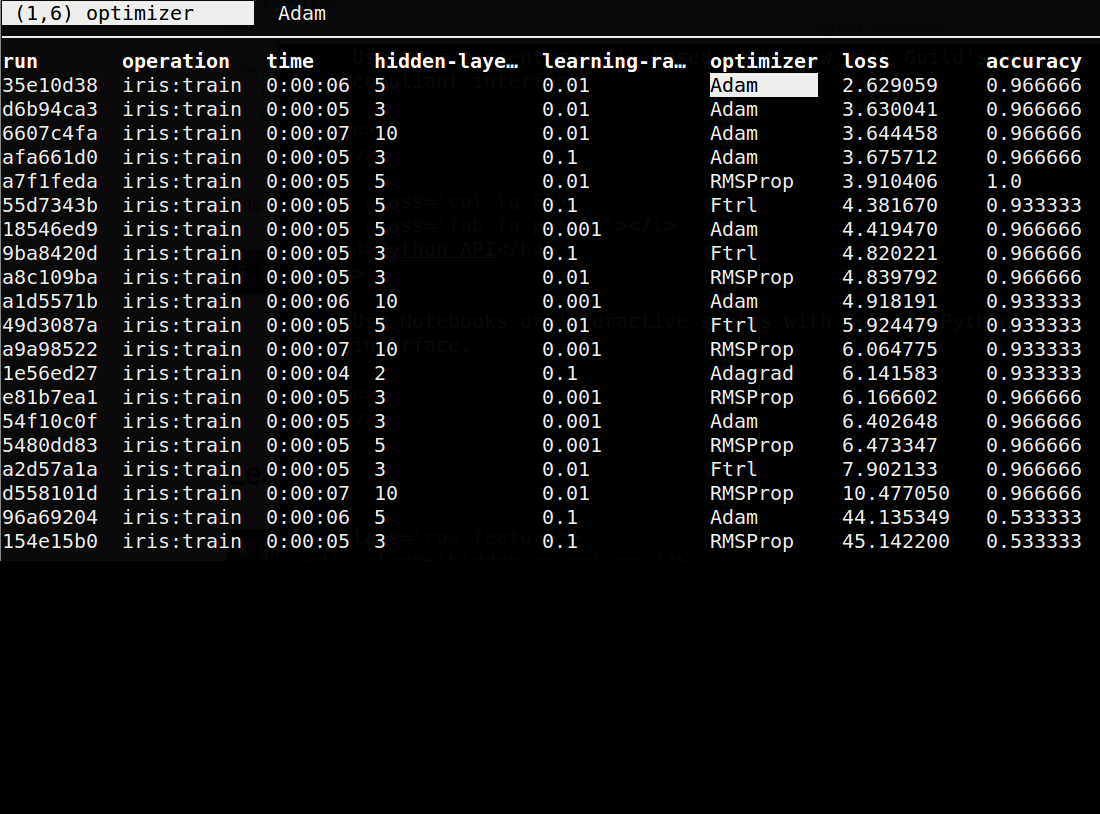 (1,6) optimizer Adam
run operation time hidden-laye… learning-ra… optimizer loss accuracy
35e10d38 iris:train 0:00:06 5 0.01 Adam 2.629059 0.966666
d6b94ca3 iris:train 0:00:05 3 0.01 Adam 3.630041 0.966666
6607c4fa iris:train 0:00:07 10 0.01 Adam 3.644458 0.966666
afa661d0 iris:train 0:00:05 3 0.1 Adam 3.675712 0.966666
a7f1feda iris:train 0:00:05 5 0.01 RMSProp 3.910406 1.0
55d7343b iris:train 0:00:05 5 0.1 Ftrl 4.381670 0.933333
18546ed9 iris:train 0:00:05 5 0.001 Adam 4.419470 0.966666
9ba8420d iris:train 0:00:05 3 0.1 Ftrl 4.820221 0.966666
a8c109ba iris:train 0:00:05 3 0.01 RMSProp 4.839792 0.966666
a1d5571b iris:train 0:00:06 10 0.001 Adam 4.918191 0.933333
49d3087a iris:train 0:00:05 5 0.01 Ftrl 5.924479 0.933333
a9a98522 iris:train 0:00:07 10 0.001 RMSProp 6.064775 0.933333
1e56ed27 iris:train 0:00:04 2 0.1 Adagrad 6.141583 0.933333
e81b7ea1 iris:train 0:00:05 3 0.001 RMSProp 6.166602 0.966666
54f10c0f iris:train 0:00:05 3 0.001 Adam 6.402648 0.966666
5480dd83 iris:train 0:00:05 5 0.001 RMSProp 6.473347 0.966666
a2d57a1a iris:train 0:00:05 3 0.01 Ftrl 7.902133 0.966666
d558101d iris:train 0:00:07 10 0.01 RMSProp 10.477050 0.966666
96a69204 iris:train 0:00:06 5 0.1 Adam 44.135349 0.533333
154e15b0 iris:train 0:00:05 3 0.1 RMSProp 45.142200 0.533333